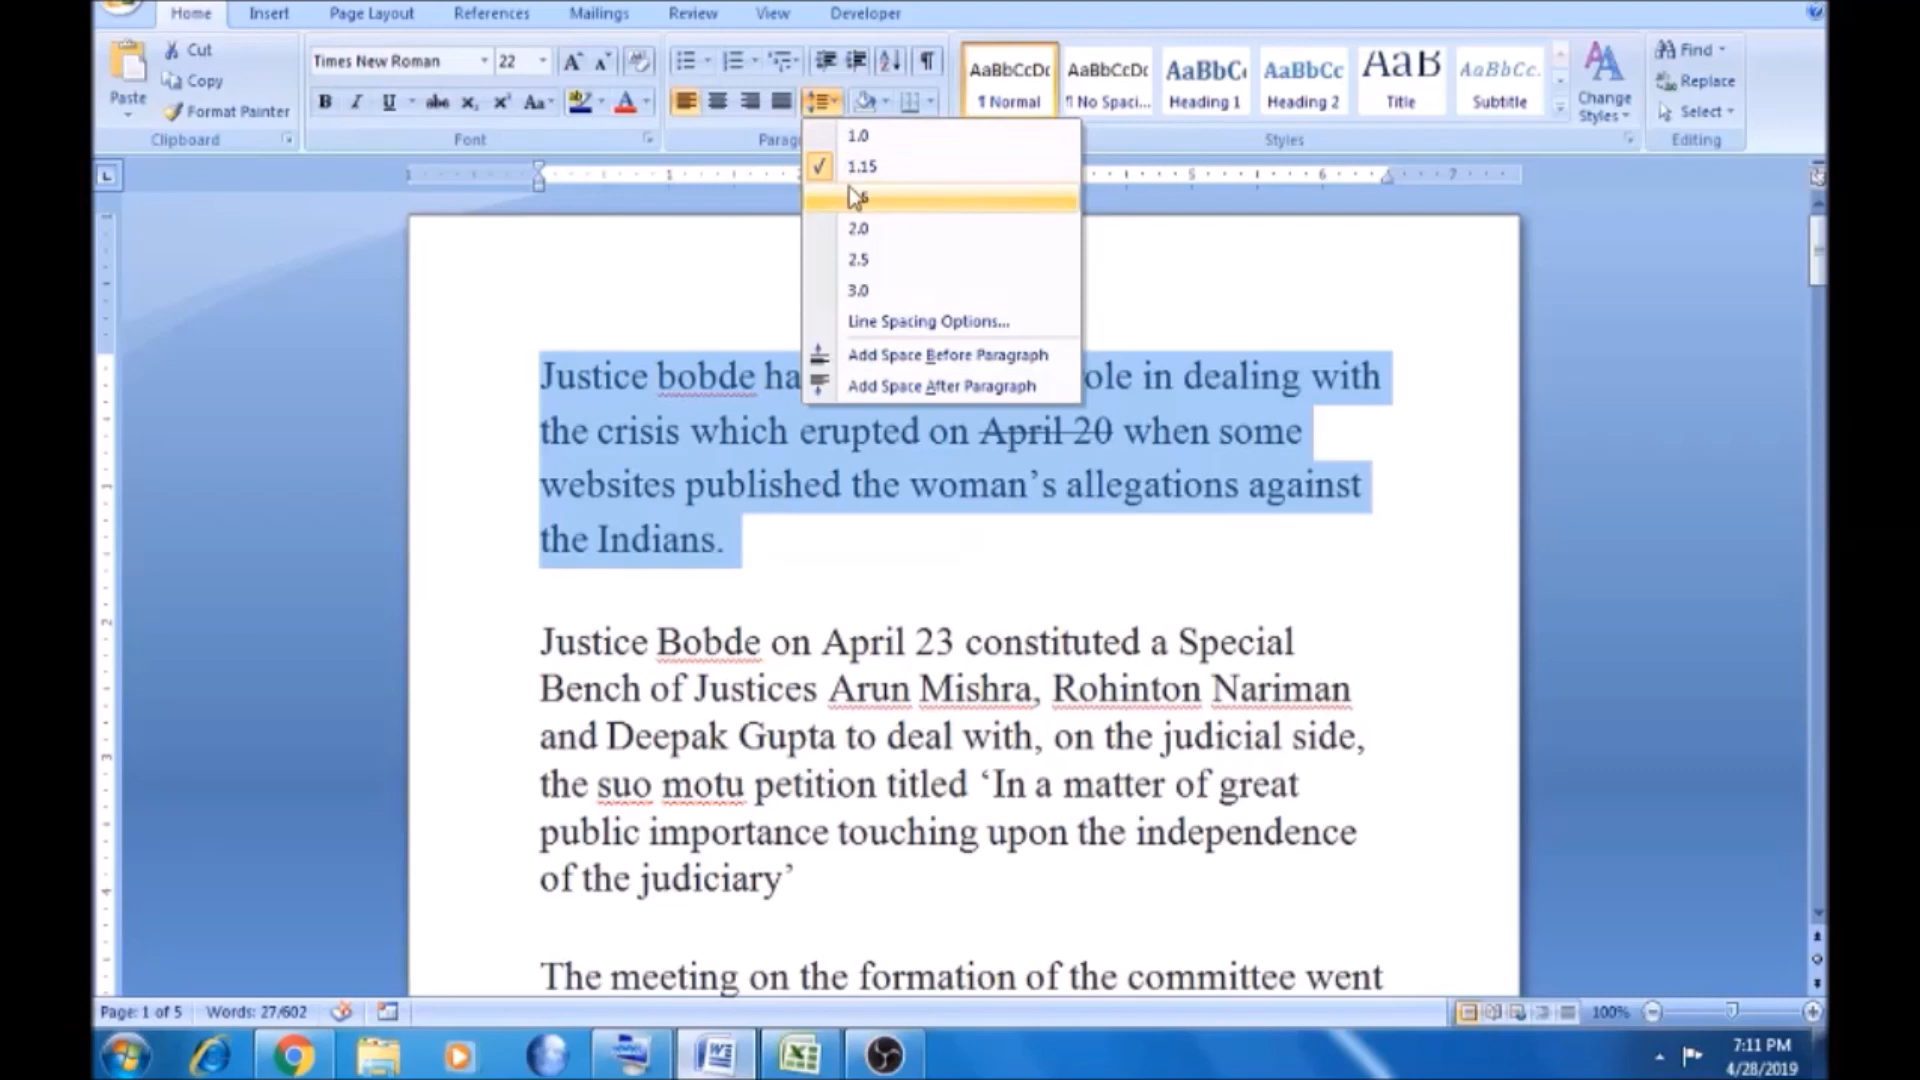 Home Insert Page Layout References Mailings Review View Developer
Cut
Copy
Format Painter
Paste
Clipboard
Times New Roman 22
B I U abc
Font
Parag
AaBbCcDc AaBbCcDc AaBbC AaBbCc AaB AaBbCc.
¶ Normal ¶ No Spaci... Heading 1 Heading 2 Title Subtitle
Change
Styles
Styles
Find
Replace
Select
Editing
1.0
1.15
2.0
2.5
3.0
Line Spacing Options...
Add Space Before Paragraph
Add Space After Paragraph
Justice bobde ha ole in dealing with
the crisis which erupted on April 20 when some
websites published the woman’s allegations against
the Indians.
Justice Bobde on April 23 constituted a Special
Bench of Justices Arun Mishra, Rohinton Nariman
and Deepak Gupta to deal with, on the judicial side,
the suo motu petition titled ‘In a matter of great
public importance touching upon the independence
of the judiciary’
The meeting on the formation of the committee went
Page: 1 of 5 Words: 27/602 100%
7:11 PM
4/28/2019